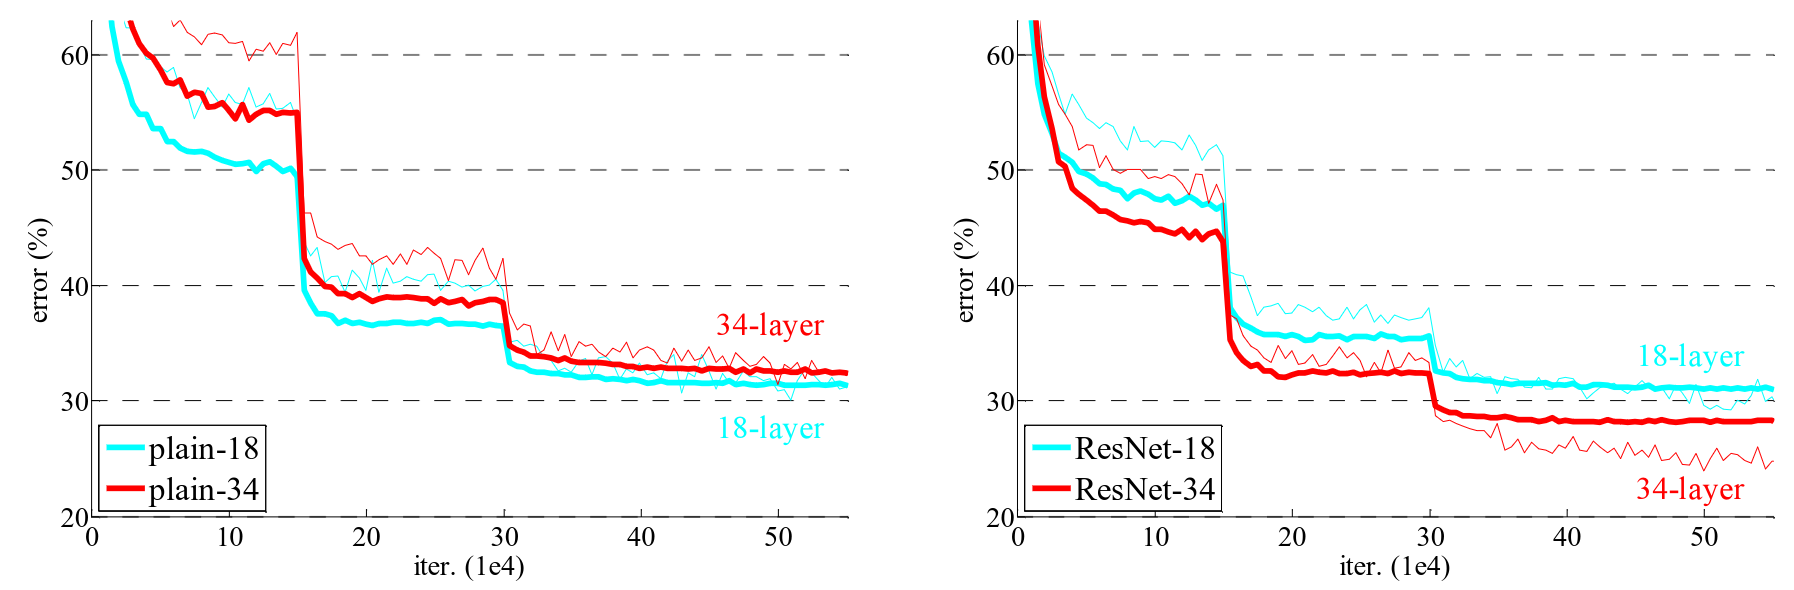 60
50
40
30
20
error (%)
34-layer
18-layer
plain-18
plain-34
0 10 20 30 40 50
iter. (1e4)
60
50
40
30
20
error (%)
18-layer
34-layer
ResNet-18
ResNet-34
0 10 20 30 40 50
iter. (1e4)